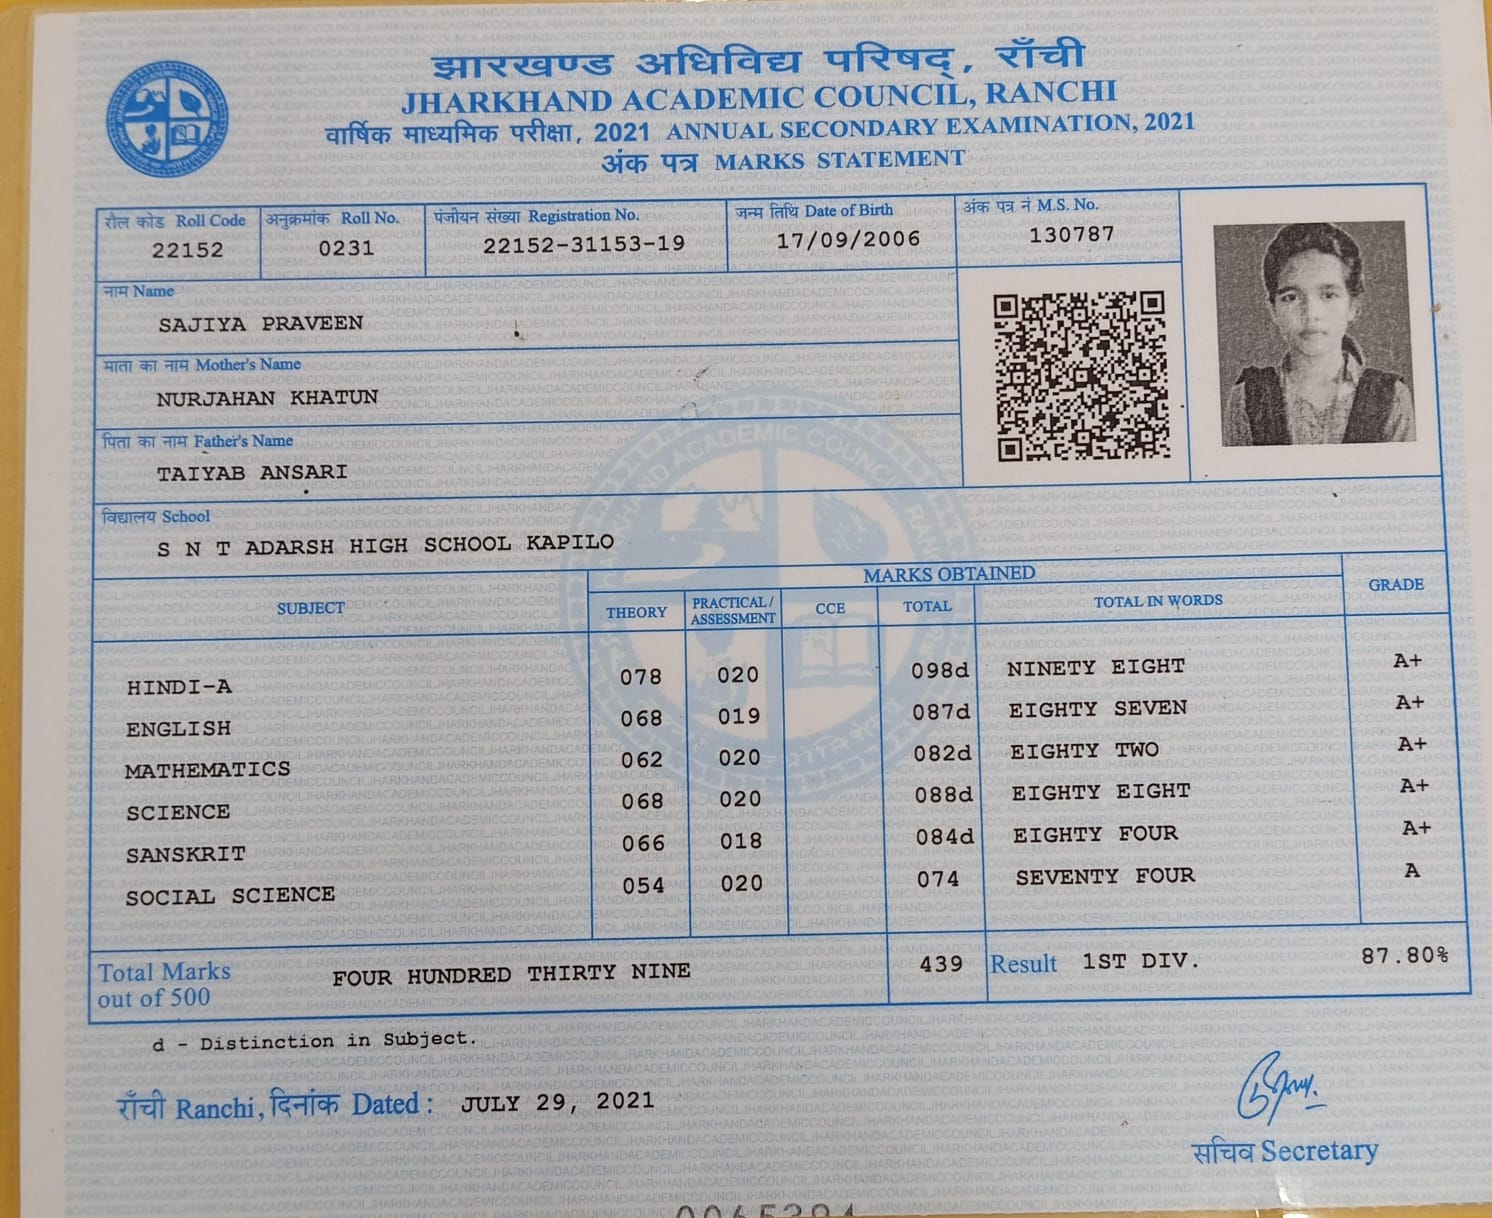 झारखण्ड अधिविद्य परिषद्, राँची
JHARKHAND ACADEMIC COUNCIL, RANCHI
वार्षिक माध्यमिक परीक्षा, 2021 ANNUAL SECONDARY EXAMINATION, 2021
अंक पत्र MARKS STATEMENT
रौल कोड Roll Code अनुक्रमांक Roll No. पंजीयन संख्या Registration No. जन्म तिथि Date of Birth अंक पत्र नं M.S. No.
22152 0231 22152-31153-19 17/09/2006 130787
नाम Name
SAJIYA PRAVEEN
माता का नाम Mother's Name
NURJAHAN KHATUN
पिता का नाम Father's Name
TAIYAB ANSARI
विद्यालय School
S N T ADARSH HIGH SCHOOL KAPILO
MARKS OBTAINED
SUBJECT THEORY PRACTICAL/ ASSESSMENT CCE TOTAL TOTAL IN WORDS GRADE
HINDI-A 078 020 098d NINETY EIGHT A+
ENGLISH 068 019 087d EIGHTY SEVEN A+
MATHEMATICS 062 020 082d EIGHTY TWO A+
SCIENCE 068 020 088d EIGHTY EIGHT A+
SANSKRIT 066 018 084d EIGHTY FOUR A+
SOCIAL SCIENCE 054 020 074 SEVENTY FOUR A
Total Marks FOUR HUNDRED THIRTY NINE 439 Result 1ST DIV. 87.80%
out of 500
d - Distinction in Subject.
राँची Ranchi, दिनांक Dated : JULY 29, 2021
सचिव Secretary